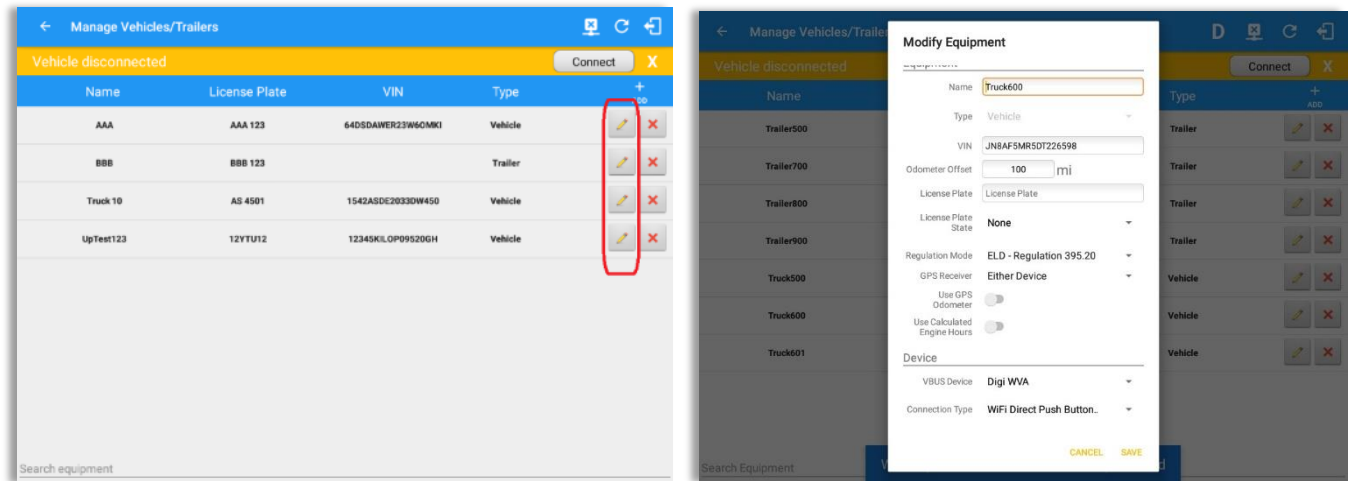 Manage Vehicles/Trailers
Vehicle disconnected Connect X
Name License Plate VIN Type ADD
AAA AAA 123 64DSDAWER23W6OMKI Vehicle
BBB BBB 123 Trailer
Truck 10 AS 4501 1542ASDE2033DW450 Vehicle
UpTest123 12YTU12 12345KILOP09520GH Vehicle
Search equipment
Manage Vehicles/Trailer D
Vehicle disconnected Connect X
Name Type ADD
Trailer500 Trailer
Trailer700 Trailer
Trailer800 Trailer
Trailer900 Trailer
Truck500 Vehicle
Truck600 Vehicle
Truck601 Vehicle
Search Equipment
Modify Equipment
Equipment
Name Truck600
Type Vehicle
VIN JN8AF5MR5DT226598
Odometer Offset 100 mi
License Plate License Plate
License Plate
State None
Regulation Mode ELD - Regulation 395.20
GPS Receiver Either Device
Use GPS
Odometer
Use Calculated
Engine Hours
Device
VBUS Device Digi WVA
Connection Type WiFi Direct Push Button..
CANCEL SAVE